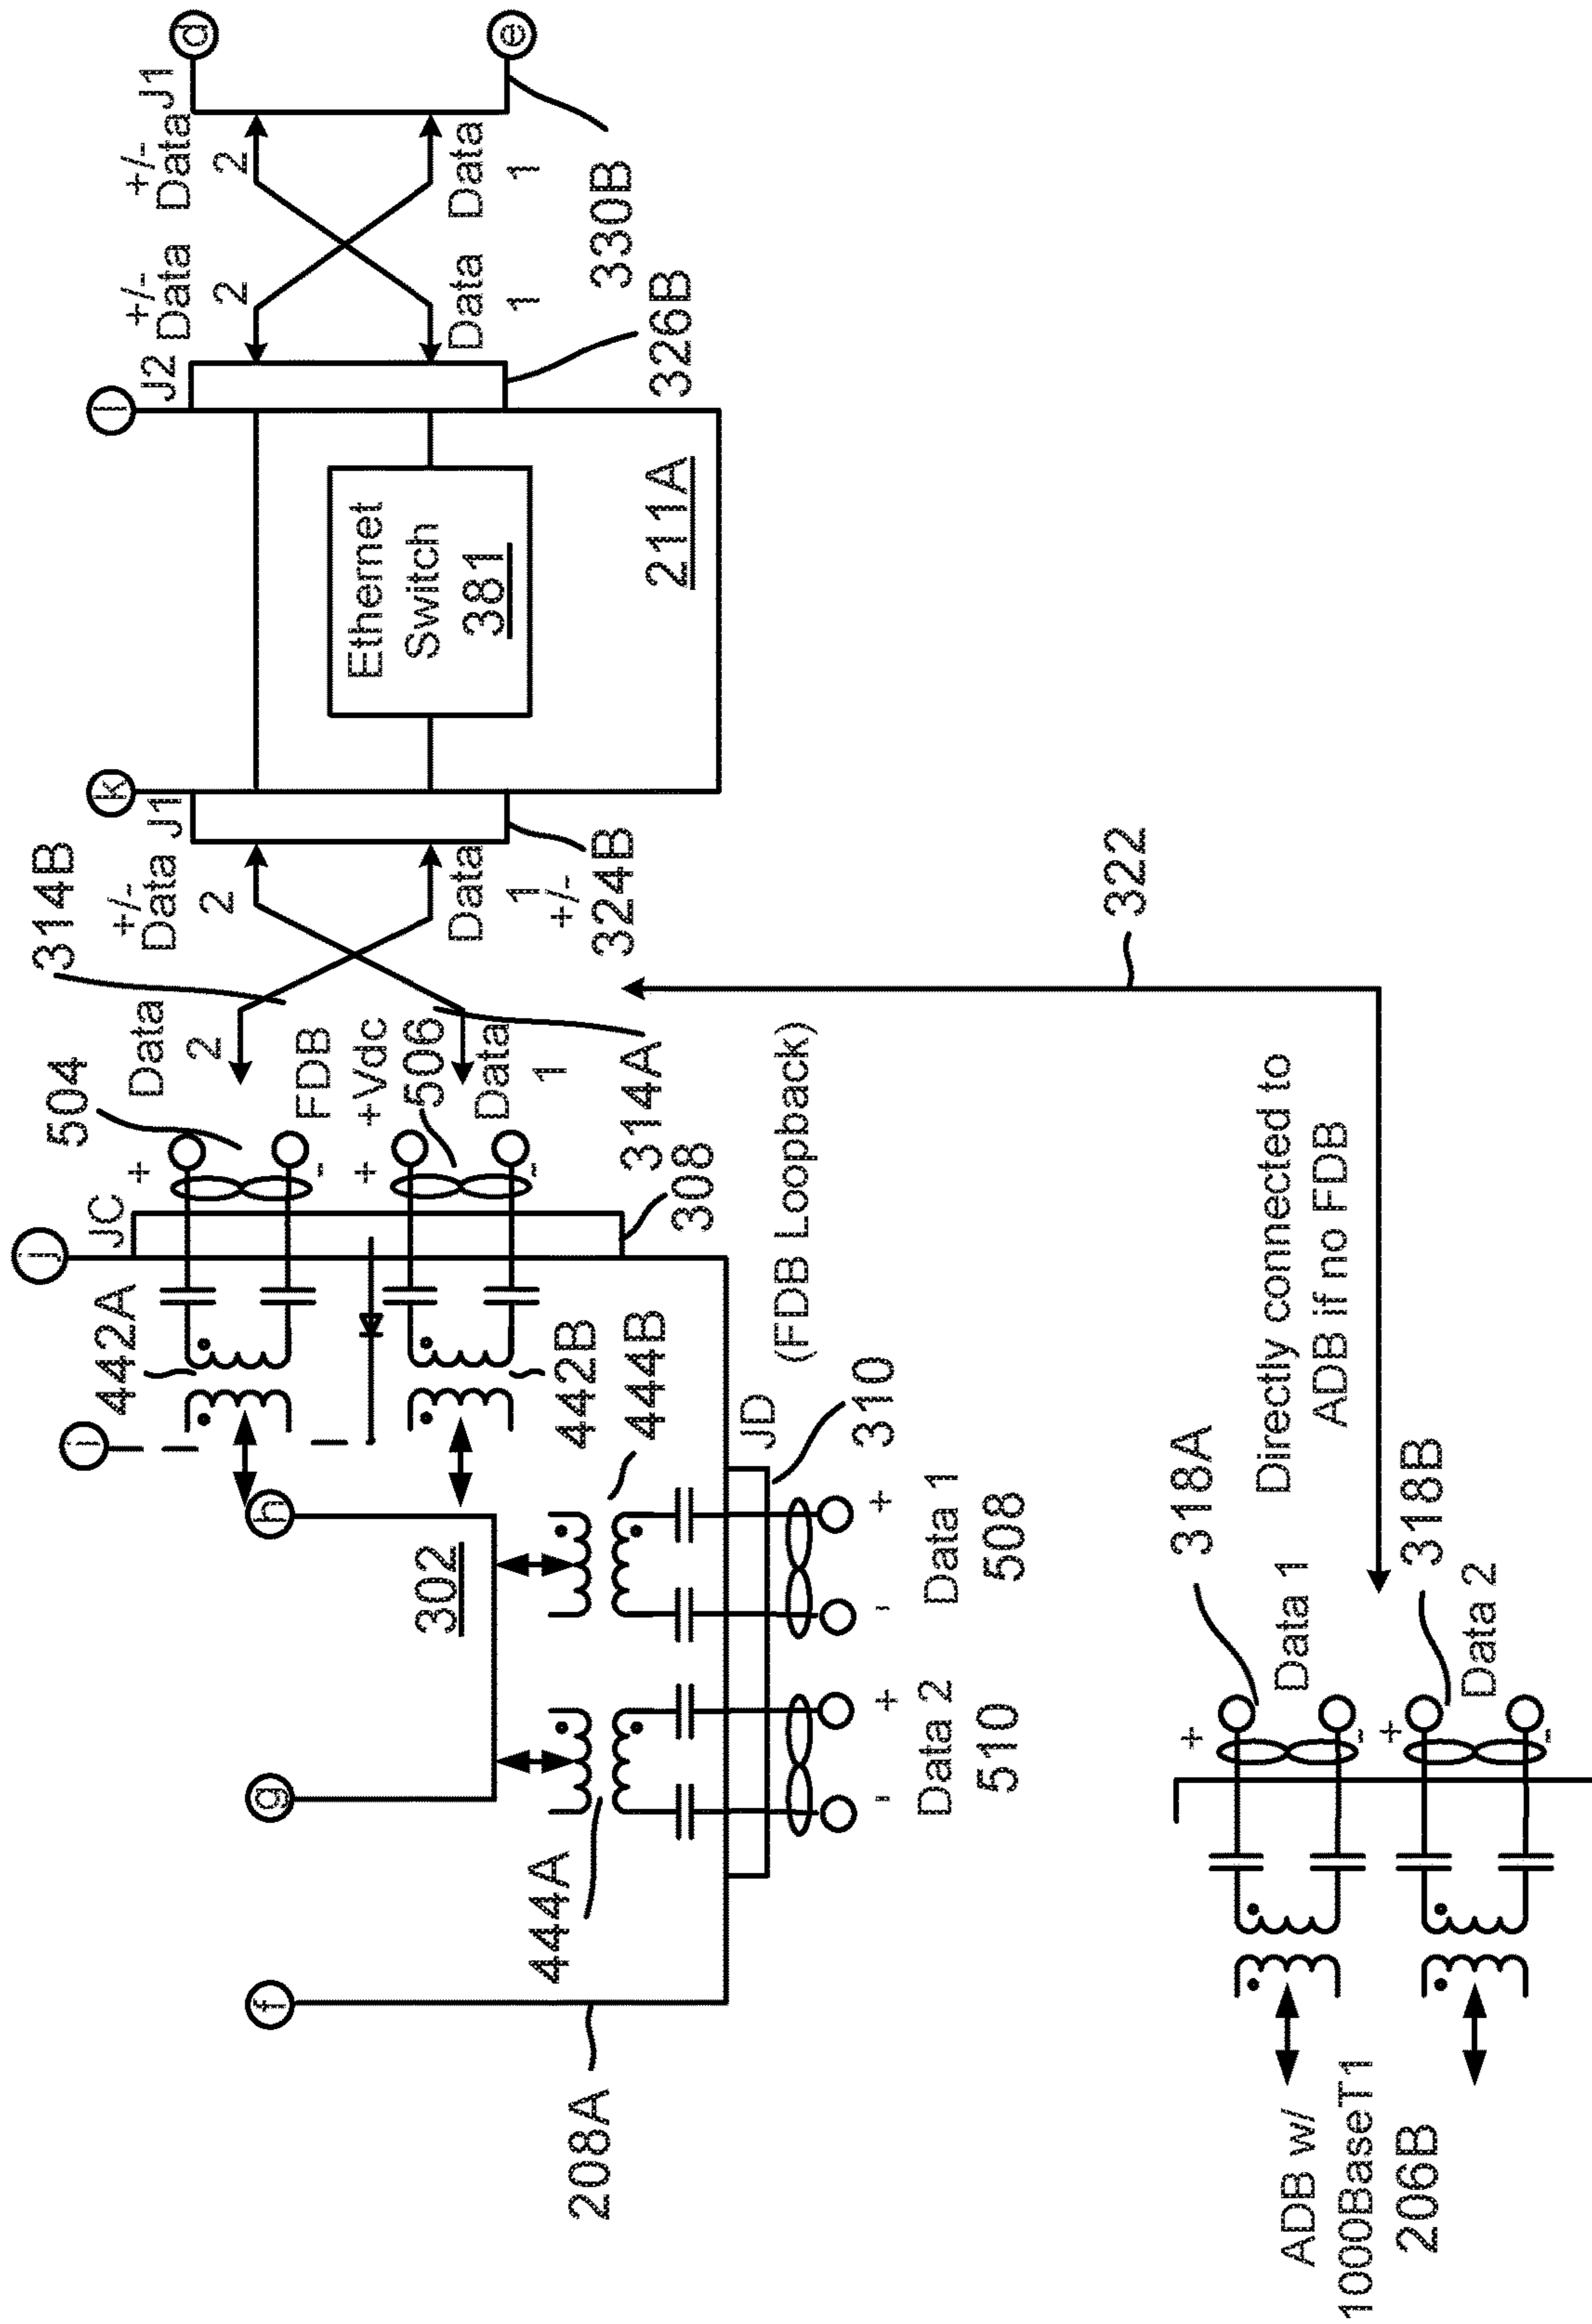 f
g
h
i
j
k
l
d
e
208A
302
444A
444B
442A
442B
JC
504
+
-
Data
2
FDB
+Vdc
506
+
-
Data
1
314A
308
314B
+/-
Data
2
J1
Data
1
+/-
324B
Ethernet
Switch
381
211A
J2
+/-
Data
2
Data
1
326B
+/-
Data
2
J1
Data
1
330B
JD
310
(FDB Loopback)
-
+
Data 2
510
-
+
Data 1
508
322
Directly connected to
ADB if no FDB
318A
+
-
Data 1
318B
+
-
Data 2
ADB w/
1000BaseT1
206B